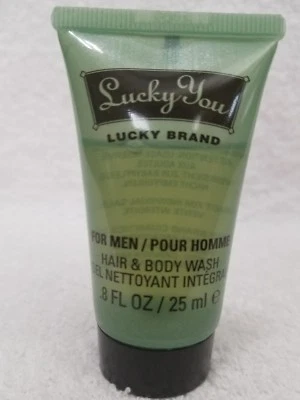 Lucky You
LUCKY BRAND
FOR MEN / POUR HOMME
HAIR & BODY WASH
GEL NETTOYANT INTÉGRAL
.8 FL OZ / 25 ml e